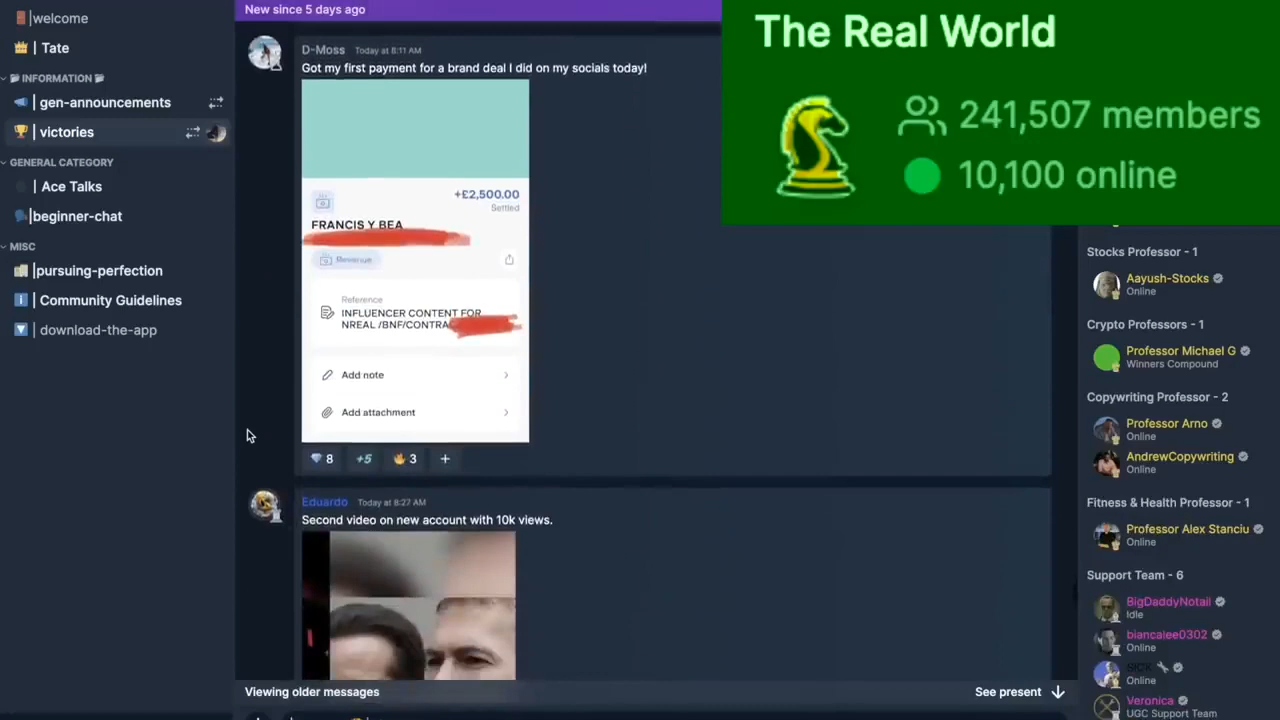 |welcome
| Tate
INFORMATION
| gen-announcements
| victories
GENERAL CATEGORY
| Ace Talks
|beginner-chat
MISC
|pursuing-perfection
| Community Guidelines
| download-the-app
New since 5 days ago
D-Moss Today at 8:11 AM
Got my first payment for a brand deal I did on my socials today!
+£2,500.00
Settled
FRANCIS Y BEA
Revenue
Reference
INFLUENCER CONTENT FOR
NREAL /BNF/CONTRA
Add note
Add attachment
8 +5 3 +
Eduardo Today at 8:27 AM
Second video on new account with 10k views.
Viewing older messages
See present
The Real World
241,507 members
10,100 online
Stocks Professor - 1
Aayush-Stocks
Online
Crypto Professors - 1
Professor Michael G
Winners Compound
Copywriting Professor - 2
Professor Arno
Online
AndrewCopywriting
Online
Fitness & Health Professor - 1
Professor Alex Stanciu
Online
Support Team - 6
BigDaddyNotail
Idle
biancalee0302
Online
Online
Veronica
UGC Support Team